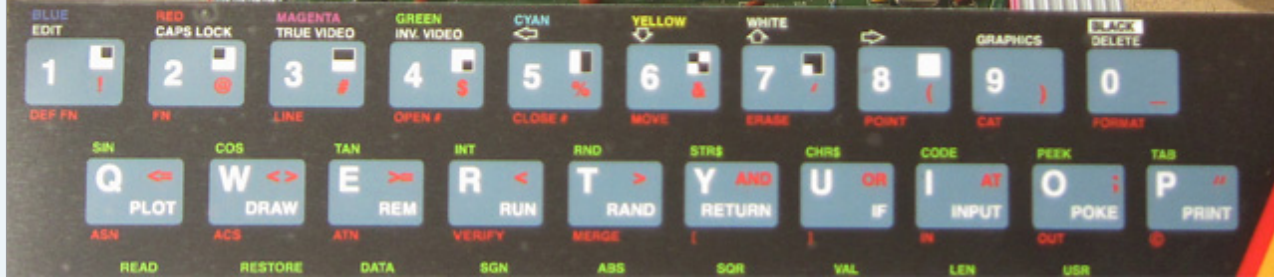 BLUE RED MAGENTA GREEN CYAN YELLOW WHITE BLACK
EDIT CAPS LOCK TRUE VIDEO INV. VIDEO ⇦ ⇩ ⇧ ⇨ GRAPHICS DELETE
1 ! 2 @ 3 # 4 $ 5 % 6 & 7 ' 8 ( 9 ) 0 _
DEF FN FN LINE OPEN # CLOSE # MOVE ERASE POINT CAT FORMAT
SIN COS TAN INT RND STR$ CHR$ CODE PEEK TAB
Q <= W <> E >= R < T > Y AND U OR I AT O ; P "
PLOT DRAW REM RUN RAND RETURN IF INPUT POKE PRINT
ASN ACS ATN VERIFY MERGE [ ] IN OUT ©
READ RESTORE DATA SGN ABS SQR VAL LEN USR